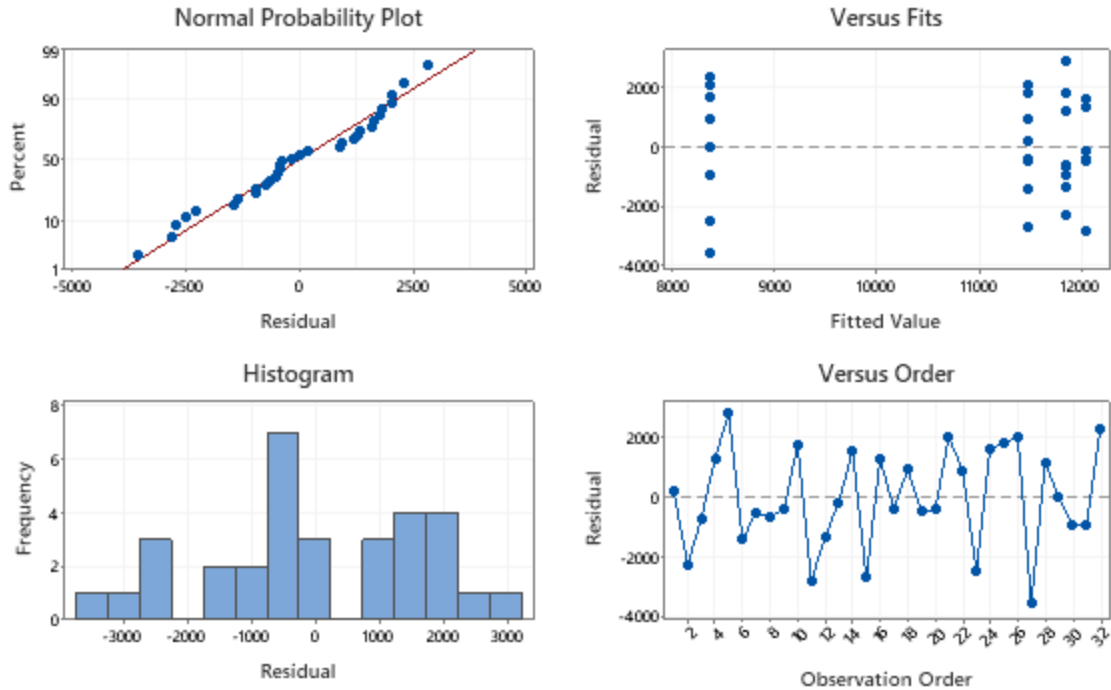 Normal Probability Plot
99
90
50
10
1
Percent
-5000 -2500 0 2500 5000
Residual
Versus Fits
2000
0
-2000
-4000
Residual
8000 9000 10000 11000 12000
Fitted Value
Histogram
8
6
4
2
0
Frequency
-3000 -2000 -1000 0 1000 2000 3000
Residual
Versus Order
2000
0
-2000
-4000
Residual
2 4 6 8 10 12 14 16 18 20 22 24 26 28 30 32
Observation Order